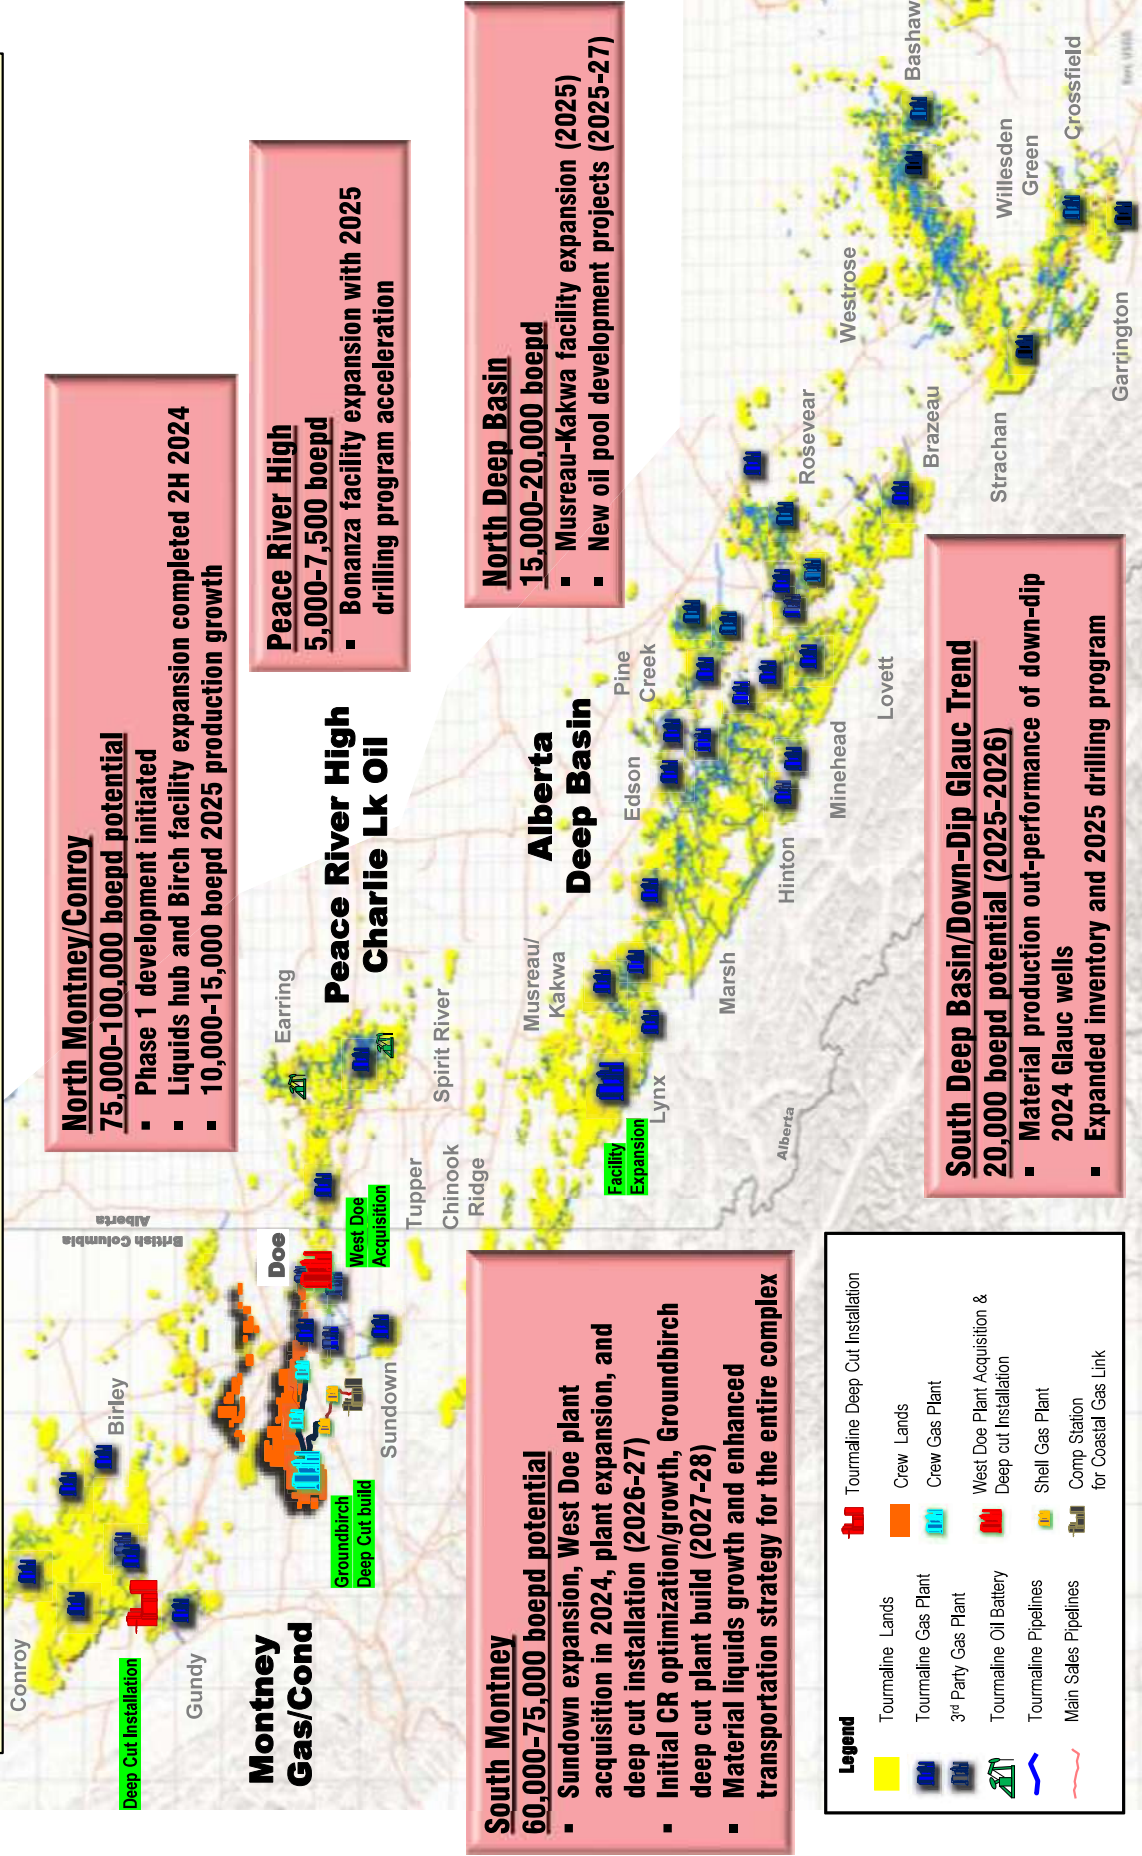 North Montney/Conroy
75,000-100,000 boepd potential
▪ Phase 1 development initiated
▪ Liquids hub and Birch facility expansion completed 2H 2024
▪ 10,000-15,000 boepd 2025 production growth
Peace River High
5,000-7,500 boepd
▪ Bonanza facility expansion with 2025
drilling program acceleration
North Deep Basin
15,000-20,000 boepd
▪ Musreau-Kakwa facility expansion (2025)
▪ New oil pool development projects (2025-27)
South Montney
60,000-75,000 boepd potential
▪ Sundown expansion, West Doe plant
acquisition in 2024, plant expansion, and
deep cut installation (2026-27)
▪ Initial CR optimization/growth, Groundbirch
deep cut plant build (2027-28)
▪ Material liquids growth and enhanced
transportation strategy for the entire complex
South Deep Basin/Down-Dip Glauc Trend
20,000 boepd potential (2025-2026)
▪ Material production out-performance of down-dip
2024 Glauc wells
▪ Expanded inventory and 2025 drilling program
Conroy
Birley
Deep Cut Installation
Gundy
Montney
Gas/Cond
British Columbia
Alberta
Doe
West Doe
Acquisition
Groundbirch
Deep Cut build
Sundown
Tupper
Chinook
Ridge
Earring
Peace River High
Charlie Lk Oil
Spirit River
Musreau/
Kakwa
Facility
Expansion
Lynx
Alberta
Marsh
Alberta
Deep Basin
Edson
Pine
Creek
Hinton
Minehead
Lovett
Rosevear
Brazeau
Strachan
Westrose
Willesden
Green
Bashaw
Crossfield
Garrington
Esri, USGS
Legend
Tourmaline Lands
Tourmaline Gas Plant
3rd Party Gas Plant
Tourmaline Oil Battery
Tourmaline Pipelines
Main Sales Pipelines
Tourmaline Deep Cut Installation
Crew Lands
Crew Gas Plant
West Doe Plant Acquisition &
Deep cut Installation
Shell Gas Plant
Comp Station
for Coastal Gas Link